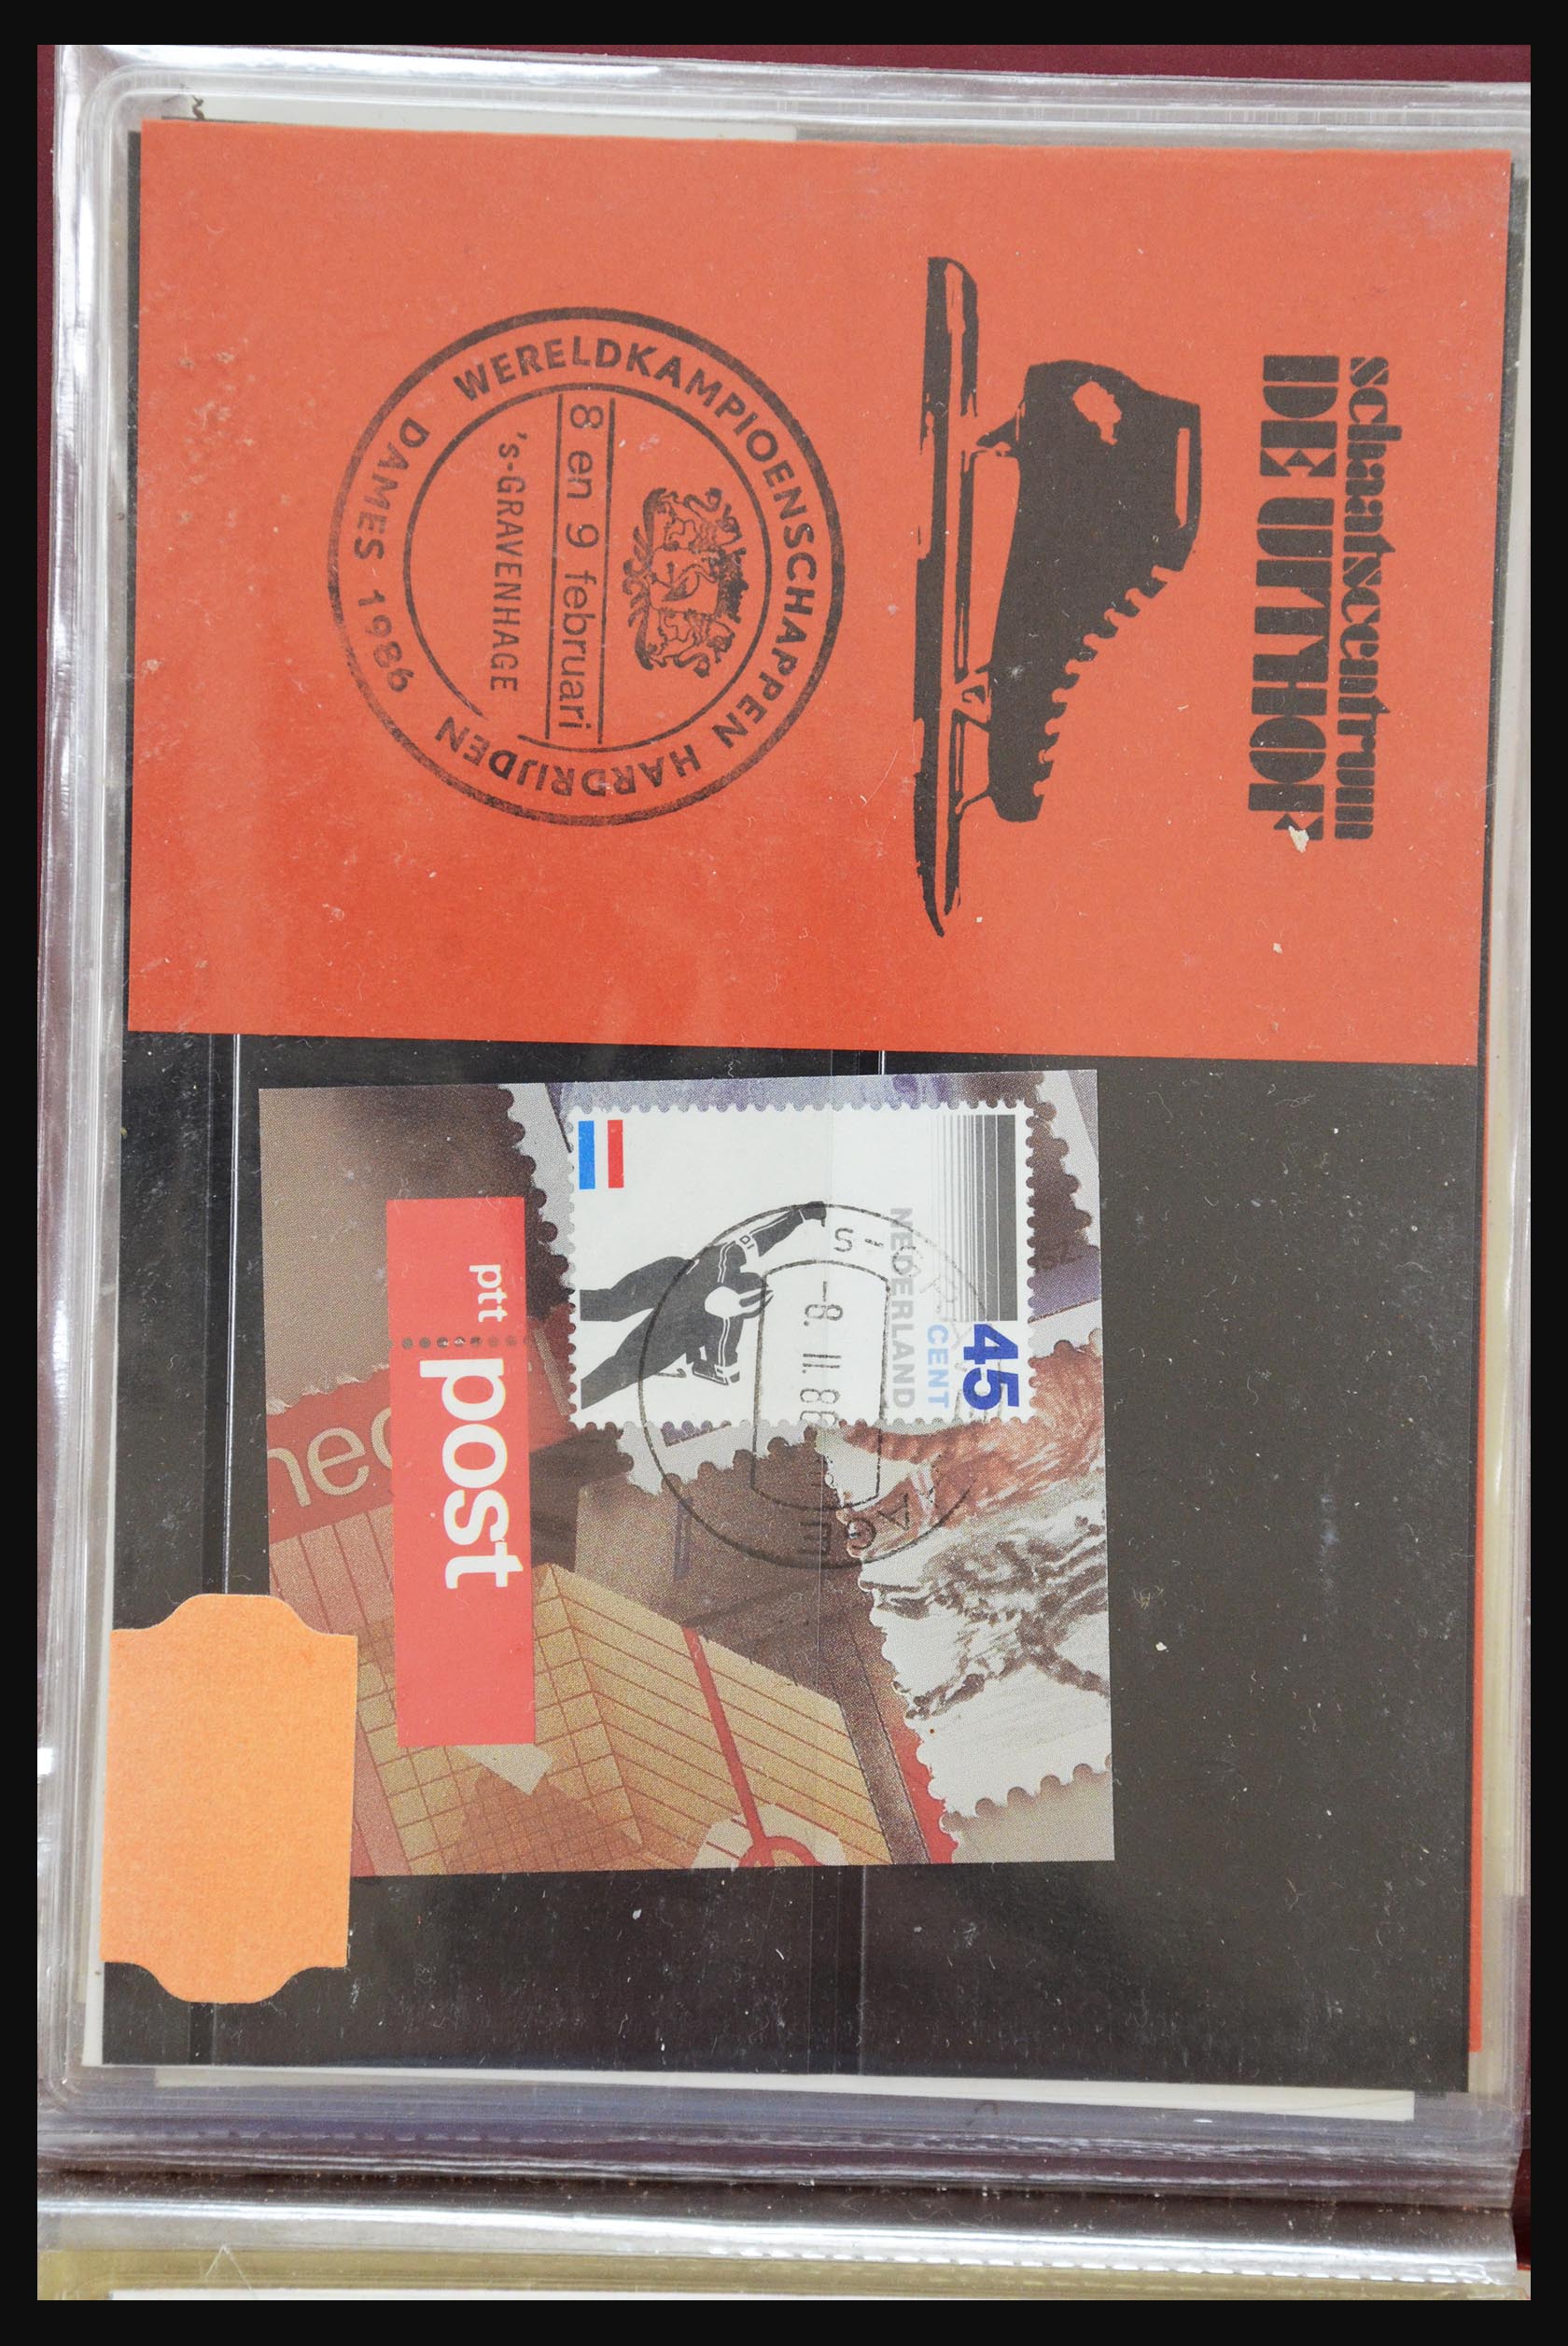 schaatscentrum
DE UITHOF
WERELDKAMPIOENSCHAPPEN HARDRIJDEN
DAMES 1986
8 en 9 februari
's-GRAVENHAGE
45
CENT
NEDERLAND
-8. II. 86
ptt post